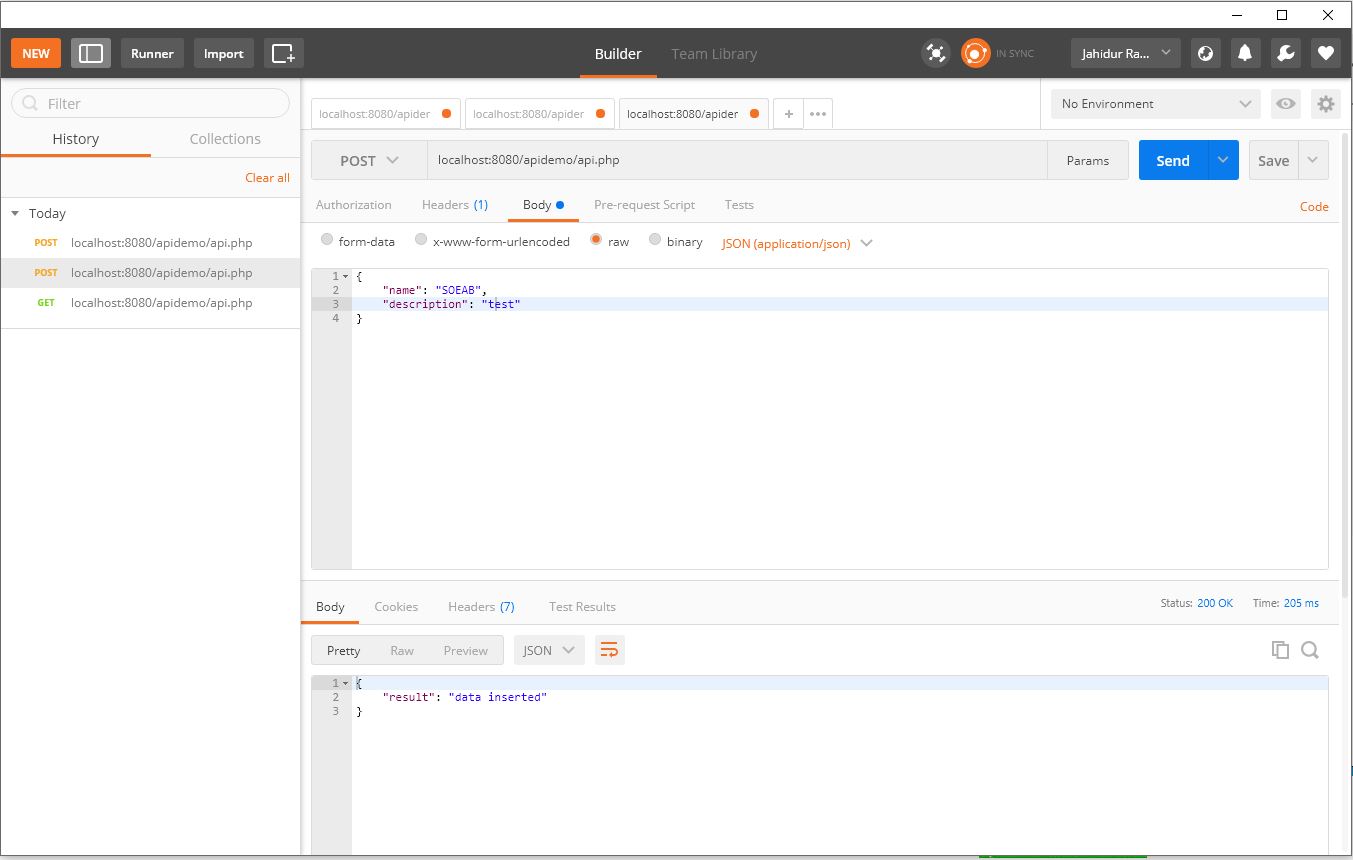 NEW Runner Import Builder Team Library IN SYNC Jahidur Ra...
Filter
History Collections
Clear all
Today
POST localhost:8080/apidemo/api.php
POST localhost:8080/apidemo/api.php
GET localhost:8080/apidemo/api.php
localhost:8080/apider localhost:8080/apider localhost:8080/apider + ••• No Environment
POST localhost:8080/apidemo/api.php Params Send Save
Authorization Headers (1) Body Pre-request Script Tests Code
form-data x-www-form-urlencoded raw binary JSON (application/json)
1 {
2 "name": "SOEAB",
3 "description": "test"
4 }
Body Cookies Headers (7) Test Results Status: 200 OK Time: 205 ms
Pretty Raw Preview JSON
1 {
2 "result": "data inserted"
3 }